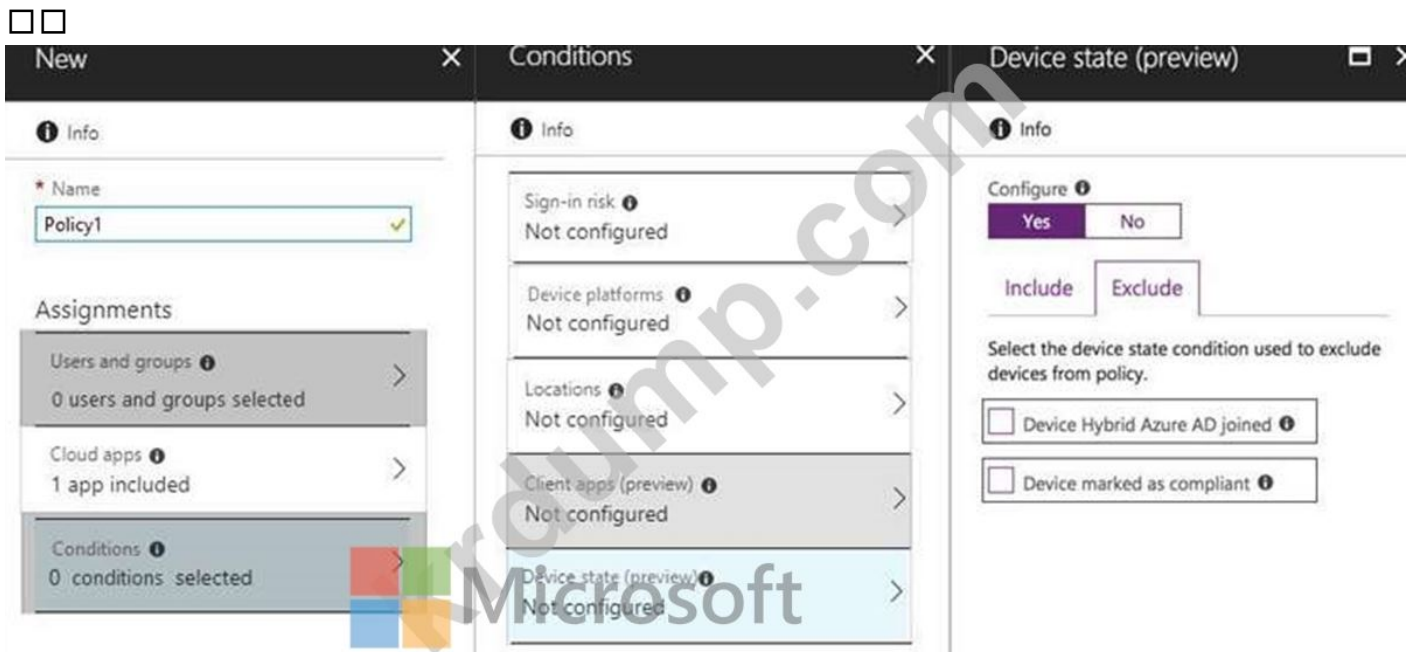 □□
New
Info
* Name
Policy1
Assignments
Users and groups
0 users and groups selected
Cloud apps
1 app included
Conditions
0 conditions selected
Conditions
Info
Sign-in risk
Not configured
Device platforms
Not configured
Locations
Not configured
Client apps (preview)
Not configured
Device state (preview)
Not configured
Device state (preview)
Info
Configure
Yes No
Include Exclude
Select the device state condition used to exclude
devices from policy.
Device Hybrid Azure AD joined
Device marked as compliant
krdump.com
Microsoft